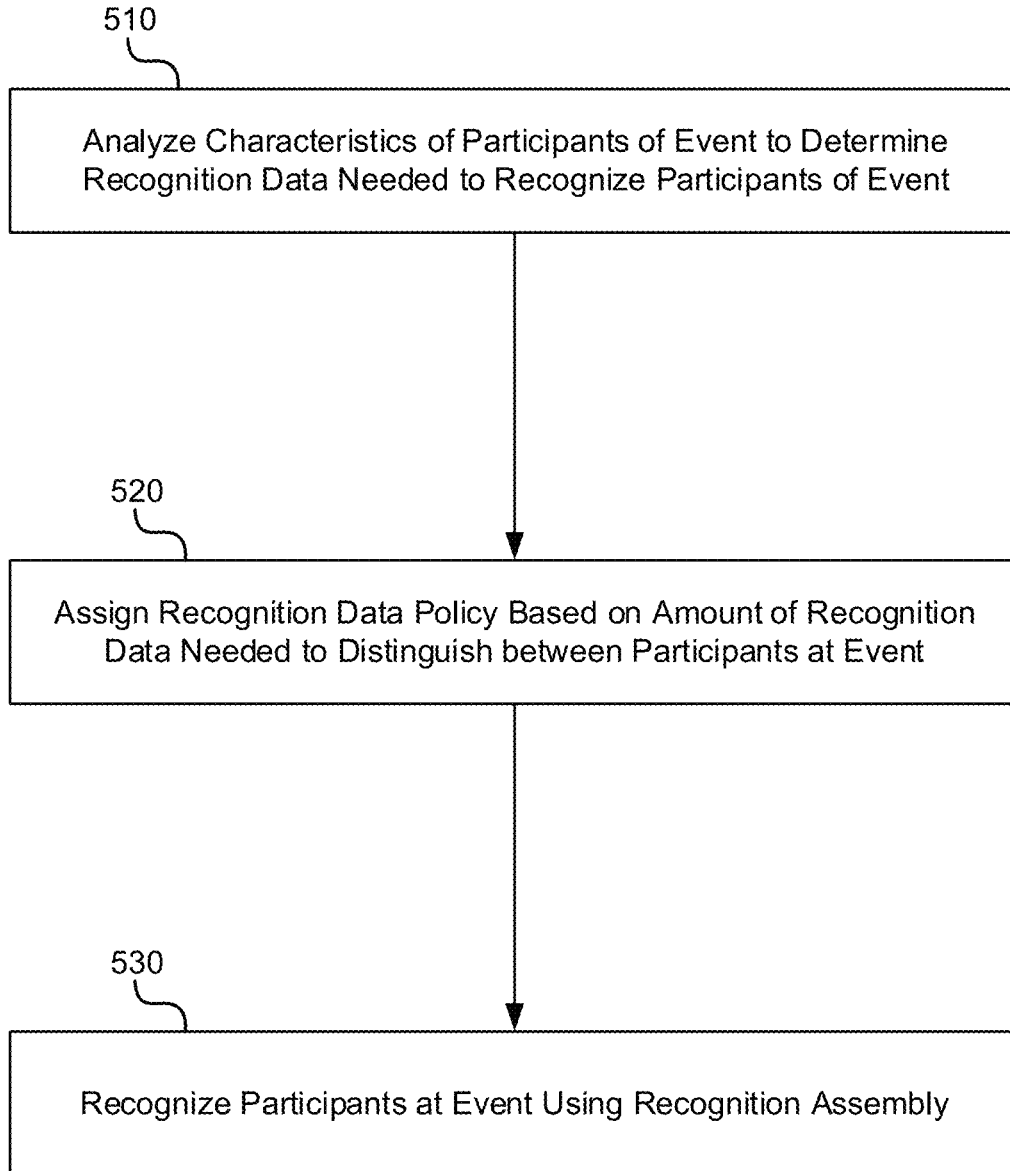 510
Analyze Characteristics of Participants of Event to Determine
Recognition Data Needed to Recognize Participants of Event
520
Assign Recognition Data Policy Based on Amount of Recognition
Data Needed to Distinguish between Participants at Event
530
Recognize Participants at Event Using Recognition Assembly